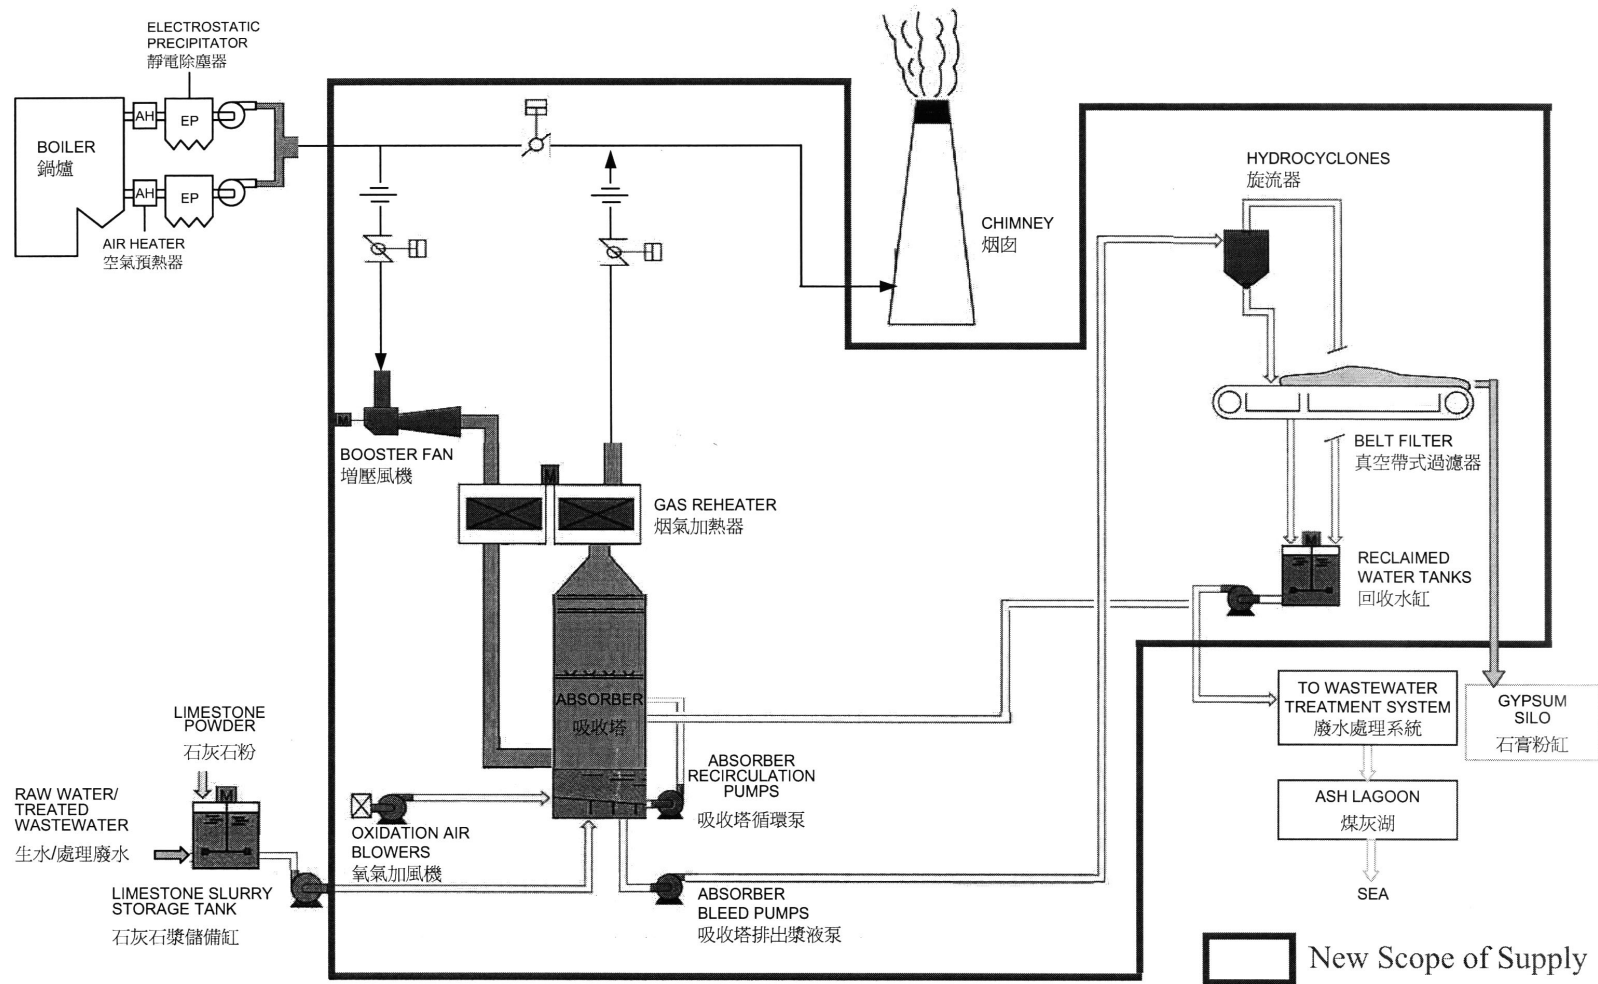 ELECTROSTATIC
PRECIPITATOR
靜電除塵器
BOILER
鍋爐
AH
EP
AH
EP
AIR HEATER
空氣預熱器
CHIMNEY
烟囱
HYDROCYCLONES
旋流器
M
BOOSTER FAN
增壓風機
M
GAS REHEATER
烟氣加熱器
BELT FILTER
真空帶式過濾器
M
RECLAIMED
WATER TANKS
回收水缸
ABSORBER
吸收塔
TO WASTEWATER
TREATMENT SYSTEM
廢水處理系統
GYPSUM
SILO
石膏粉缸
LIMESTONE
POWDER
石灰石粉
M
RAW WATER/
TREATED
WASTEWATER
生水/處理廢水
ABSORBER
RECIRCULATION
PUMPS
吸收塔循環泵
OXIDATION AIR
BLOWERS
氧氣加風機
ASH LAGOON
煤灰湖
SEA
LIMESTONE SLURRY
STORAGE TANK
石灰石漿儲備缸
ABSORBER
BLEED PUMPS
吸收塔排出漿液泵
New Scope of Supply